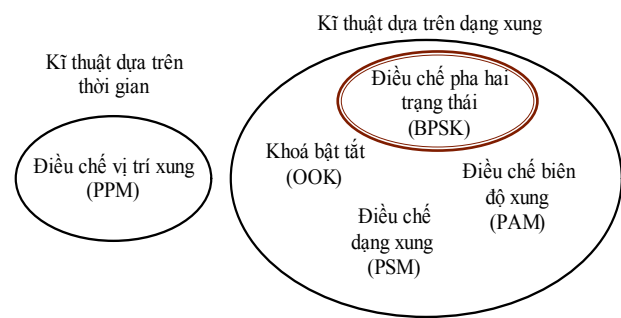 Kĩ thuật dựa trên dạng xung
Kĩ thuật dựa trên
thời gian
Điều chế vị trí xung
(PPM)
Điều chế pha hai
trạng thái
(BPSK)
Khoá bật tắt
(OOK)
Điều chế biên
độ xung
(PAM)
Điều chế
dạng xung
(PSM)